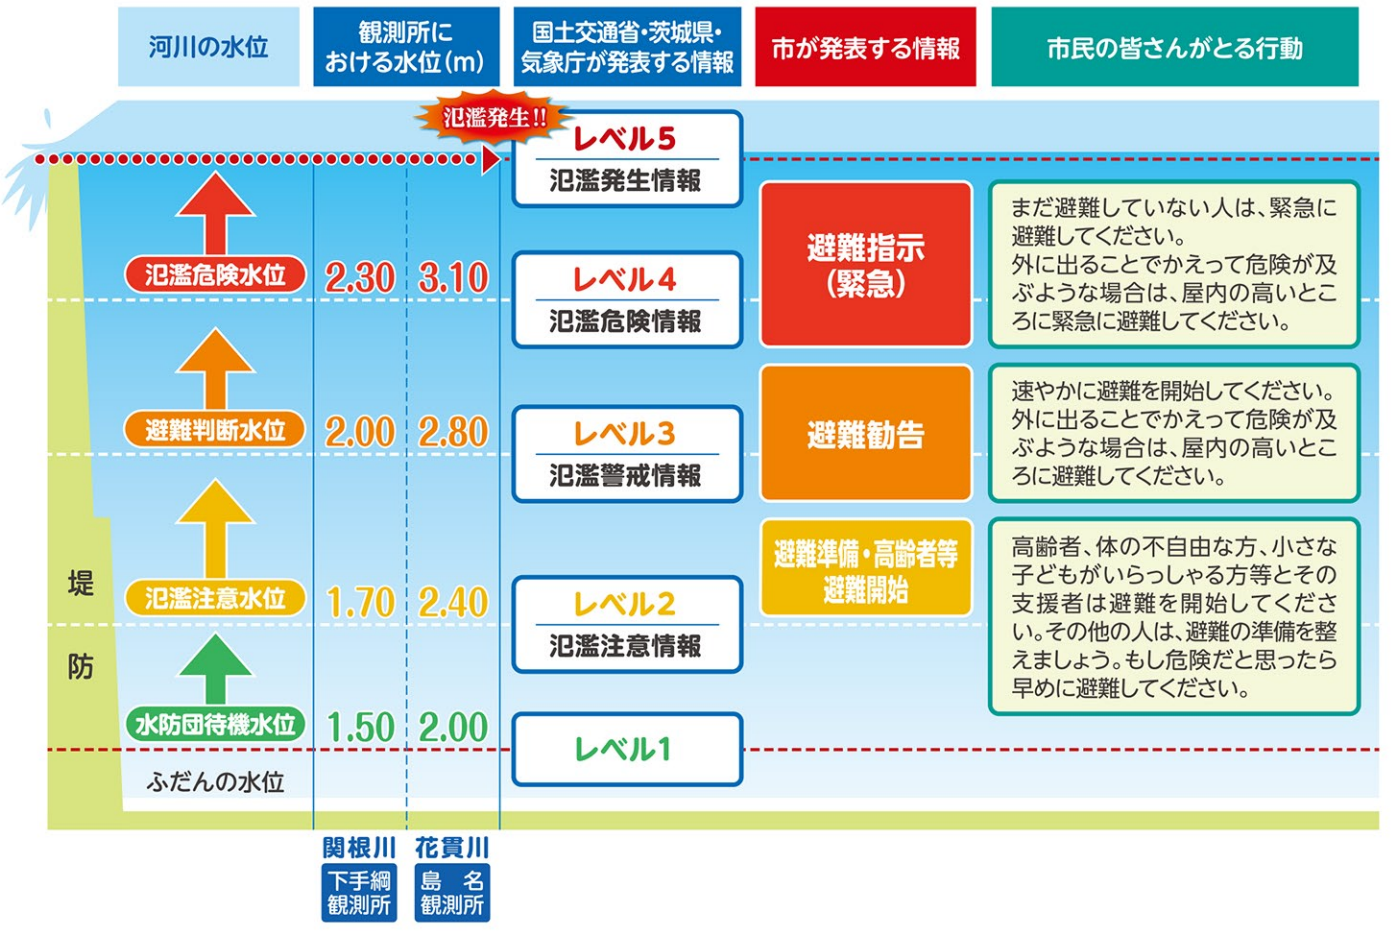 河川の水位
観測所に
おける水位(m)
国土交通省・茨城県・
気象庁が発表する情報
市が発表する情報
市民の皆さんがとる行動
氾濫発生!!
レベル5
氾濫発生情報
氾濫危険水位
2.30
3.10
レベル4
氾濫危険情報
避難指示
(緊急)
まだ避難していない人は、緊急に
避難してください。
外に出ることでかえって危険が及
ぶような場合は、屋内の高いとこ
ろに緊急に避難してください。
避難判断水位
2.00
2.80
レベル3
氾濫警戒情報
避難勧告
速やかに避難を開始してください。
外に出ることでかえって危険が及
ぶような場合は、屋内の高いとこ
ろに避難してください。
氾濫注意水位
1.70
2.40
レベル2
氾濫注意情報
避難準備・高齢者等
避難開始
高齢者、体の不自由な方、小さな
子どもがいらっしゃる方等とその
支援者は避難を開始してくださ
い。その他の人は、避難の準備を整
えましょう。もし危険だと思ったら
早めに避難してください。
水防団待機水位
1.50
2.00
レベル1
ふだんの水位
堤
防
関根川
下手綱
観測所
花貫川
島 名
観測所